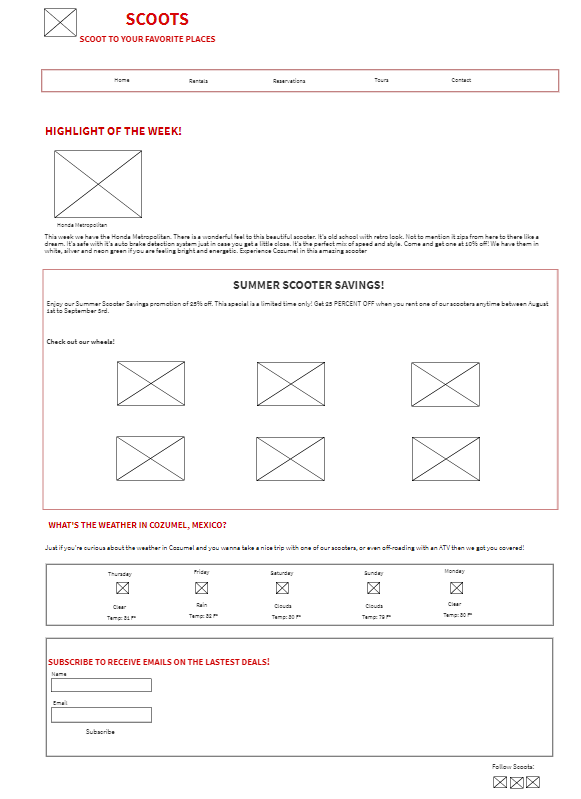 SCOOTS
SCOOT TO YOUR FAVORITE PLACES
Home Rentals Reservations Tours Contact
HIGHLIGHT OF THE WEEK!
Honda Metropolitan
This week we have the Honda Metropolitan. There is a wonderful feel to this beautiful scooter. It's old school with retro look. Not to mention it zips from here to there like a
dream. It's safe with it's auto brake detection system just in case you get a little close. It's the perfect mix of speed and style. Come and get one at 10% off! We have them in
white, silver and neon green if you are feeling bright and energetic. Experience Cozumel in this amazing scooter
SUMMER SCOOTER SAVINGS!
Enjoy our Summer Scooter Savings promotion of 25% off. This special is a limited time only! Get 25 PERCENT OFF when you rent one of our scooters anytime between August
1st to September 3rd.
Check out our wheels!
WHAT'S THE WEATHER IN COZUMEL, MEXICO?
Just if you're curious about the weather in Cozumel and you wanna take a nice trip with one of our scooters, or even off-roading with an ATV then we got you covered!
Thursday Friday Saturday Sunday Monday
Clear Rain Clouds Clouds Clear
Temp: 81 F° Temp: 82 F° Temp: 80 F° Temp: 79 F° Temp: 80 F°
SUBSCRIBE TO RECEIVE EMAILS ON THE LASTEST DEALS!
Name
Email
Subscribe
Follow Scoots: